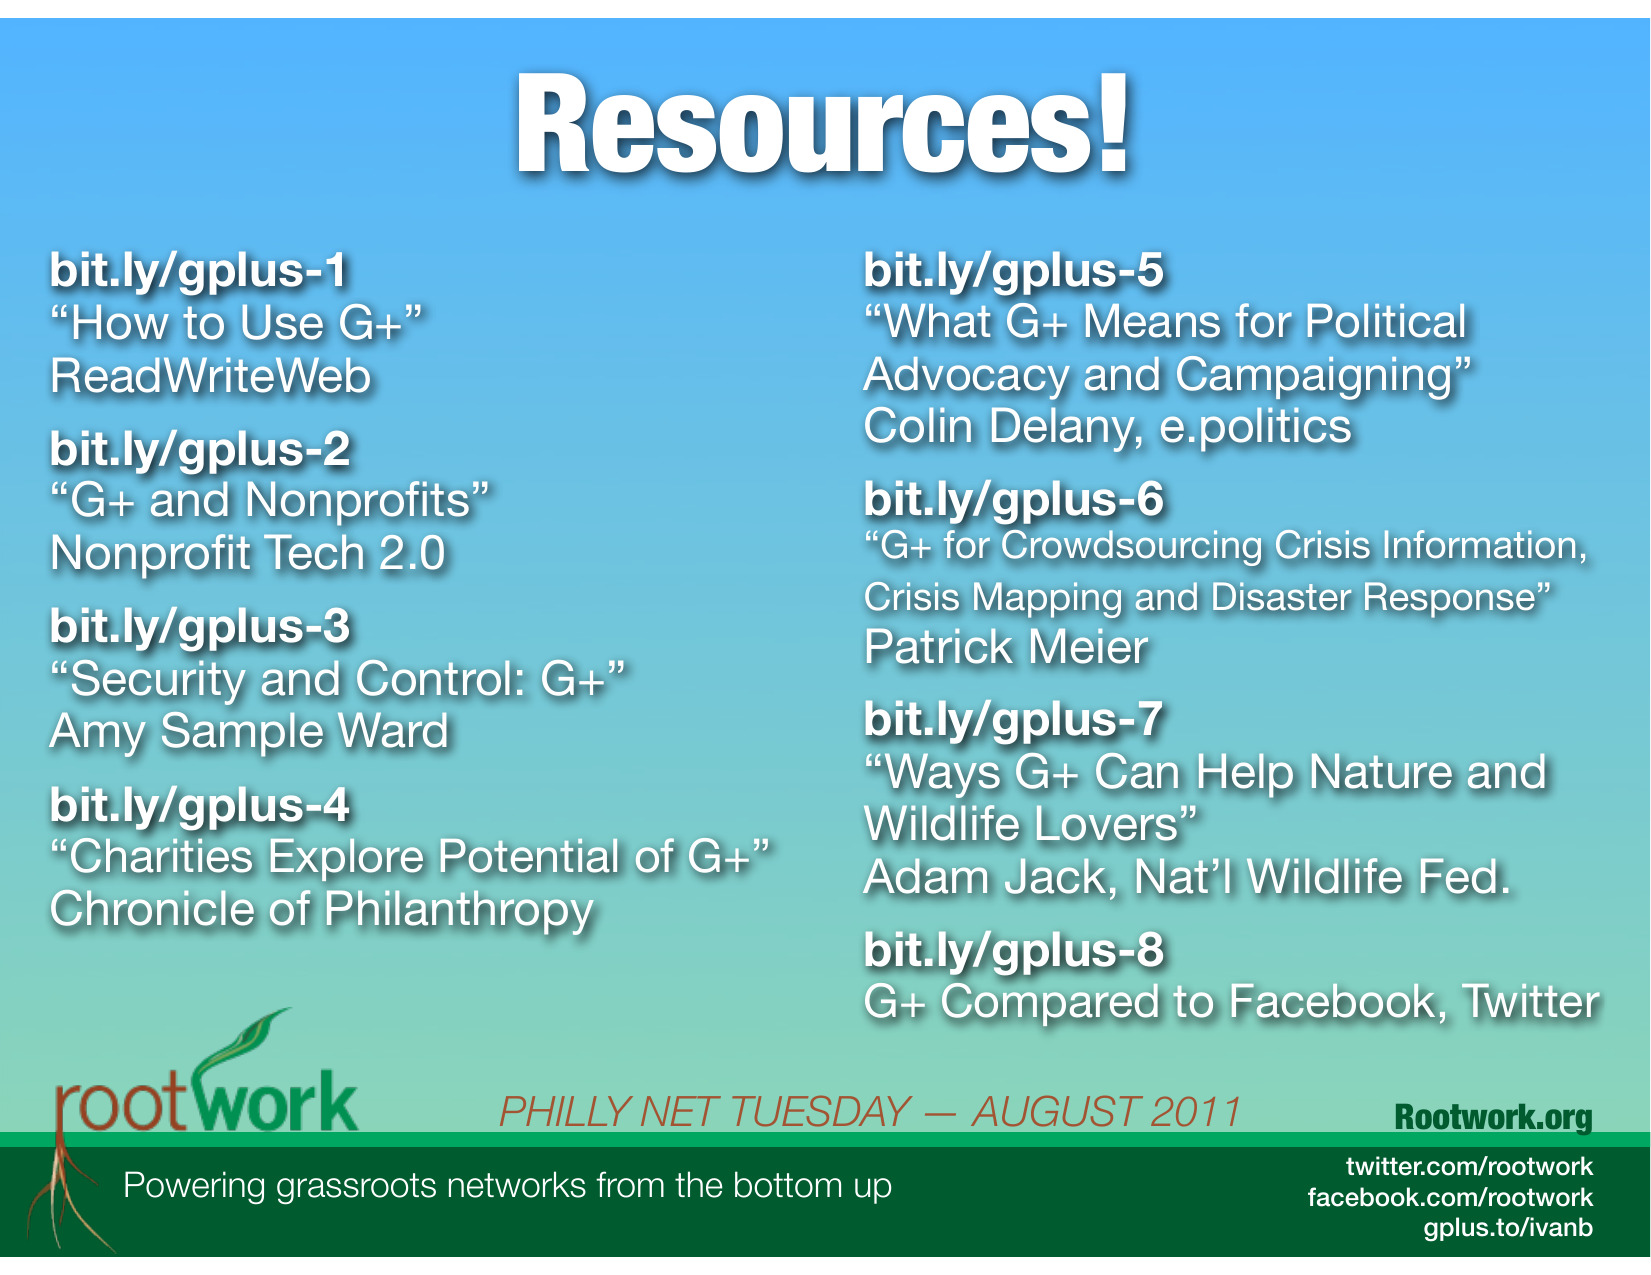 Resources!
bit.ly/gplus-1
“How to Use G+”
ReadWriteWeb
bit.ly/gplus-2
“G+ and Nonprofits”
Nonprofit Tech 2.0
bit.ly/gplus-3
“Security and Control: G+”
Amy Sample Ward
bit.ly/gplus-4
“Charities Explore Potential of G+”
Chronicle of Philanthropy
bit.ly/gplus-5
“What G+ Means for Political
Advocacy and Campaigning”
Colin Delany, e.politics
bit.ly/gplus-6
“G+ for Crowdsourcing Crisis Information,
Crisis Mapping and Disaster Response”
Patrick Meier
bit.ly/gplus-7
“Ways G+ Can Help Nature and
Wildlife Lovers”
Adam Jack, Nat’l Wildlife Fed.
bit.ly/gplus-8
G+ Compared to Facebook, Twitter
rootwork
PHILLY NET TUESDAY — AUGUST 2011
Rootwork.org
Powering grassroots networks from the bottom up
twitter.com/rootwork
facebook.com/rootwork
gplus.to/ivanb